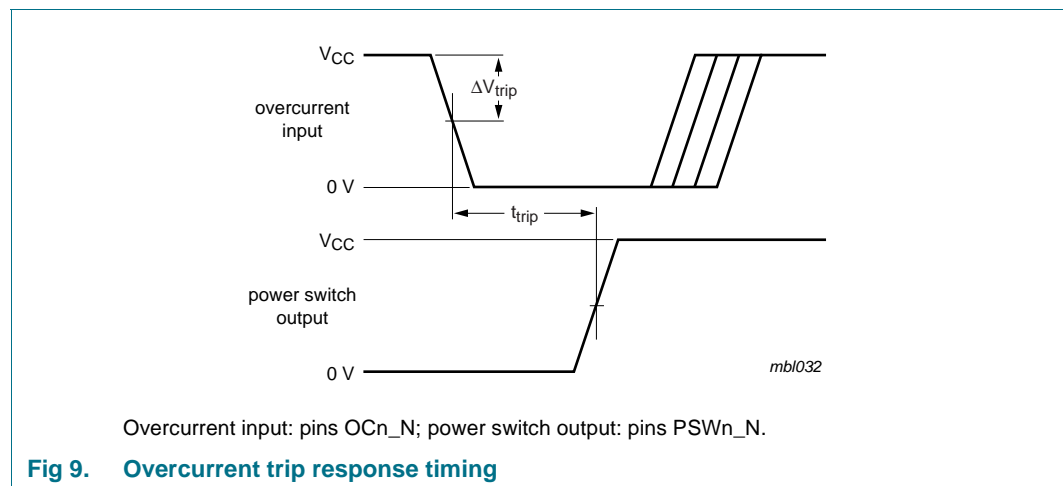 VCC
ΔVtrip
overcurrent
input
0 V
ttrip
VCC
power switch
output
0 V
mbl032
Overcurrent input: pins OCn_N; power switch output: pins PSWn_N.
Fig 9. Overcurrent trip response timing